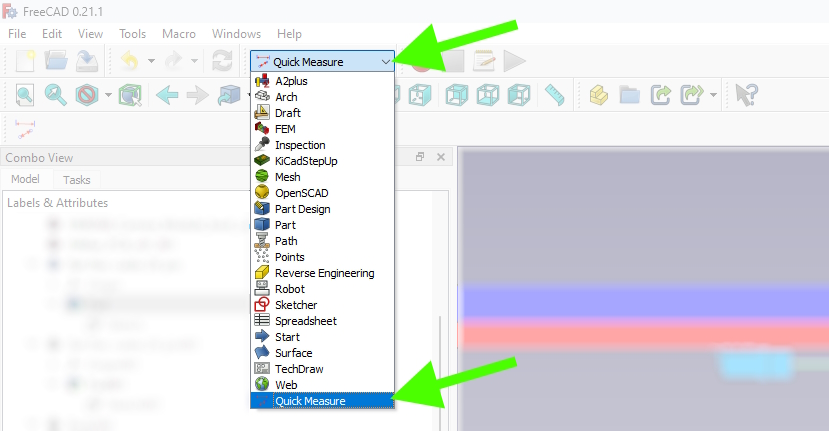 FreeCAD 0.21.1
File Edit View Tools Macro Windows Help
Quick Measure
A2plus
Arch
Draft
FEM
Inspection
KiCadStepUp
Mesh
OpenSCAD
Part Design
Part
Path
Points
Reverse Engineering
Robot
Sketcher
Spreadsheet
Start
Surface
TechDraw
Web
Quick Measure
Combo View
Model Tasks
Labels & Attributes